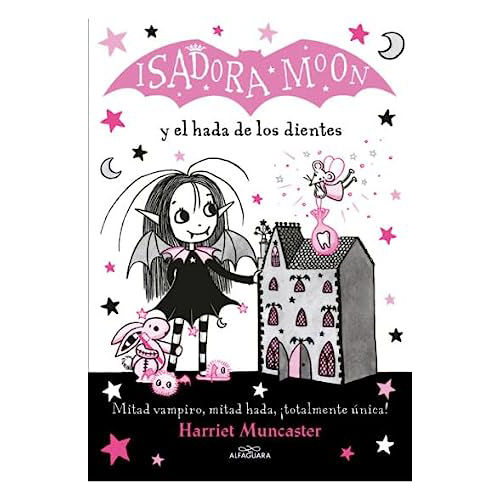 ISADORA MOON
y el hada de los dientes
Mitad vampiro, mitad hada, ¡totalmente única!
Harriet Muncaster
ALFAGUARA